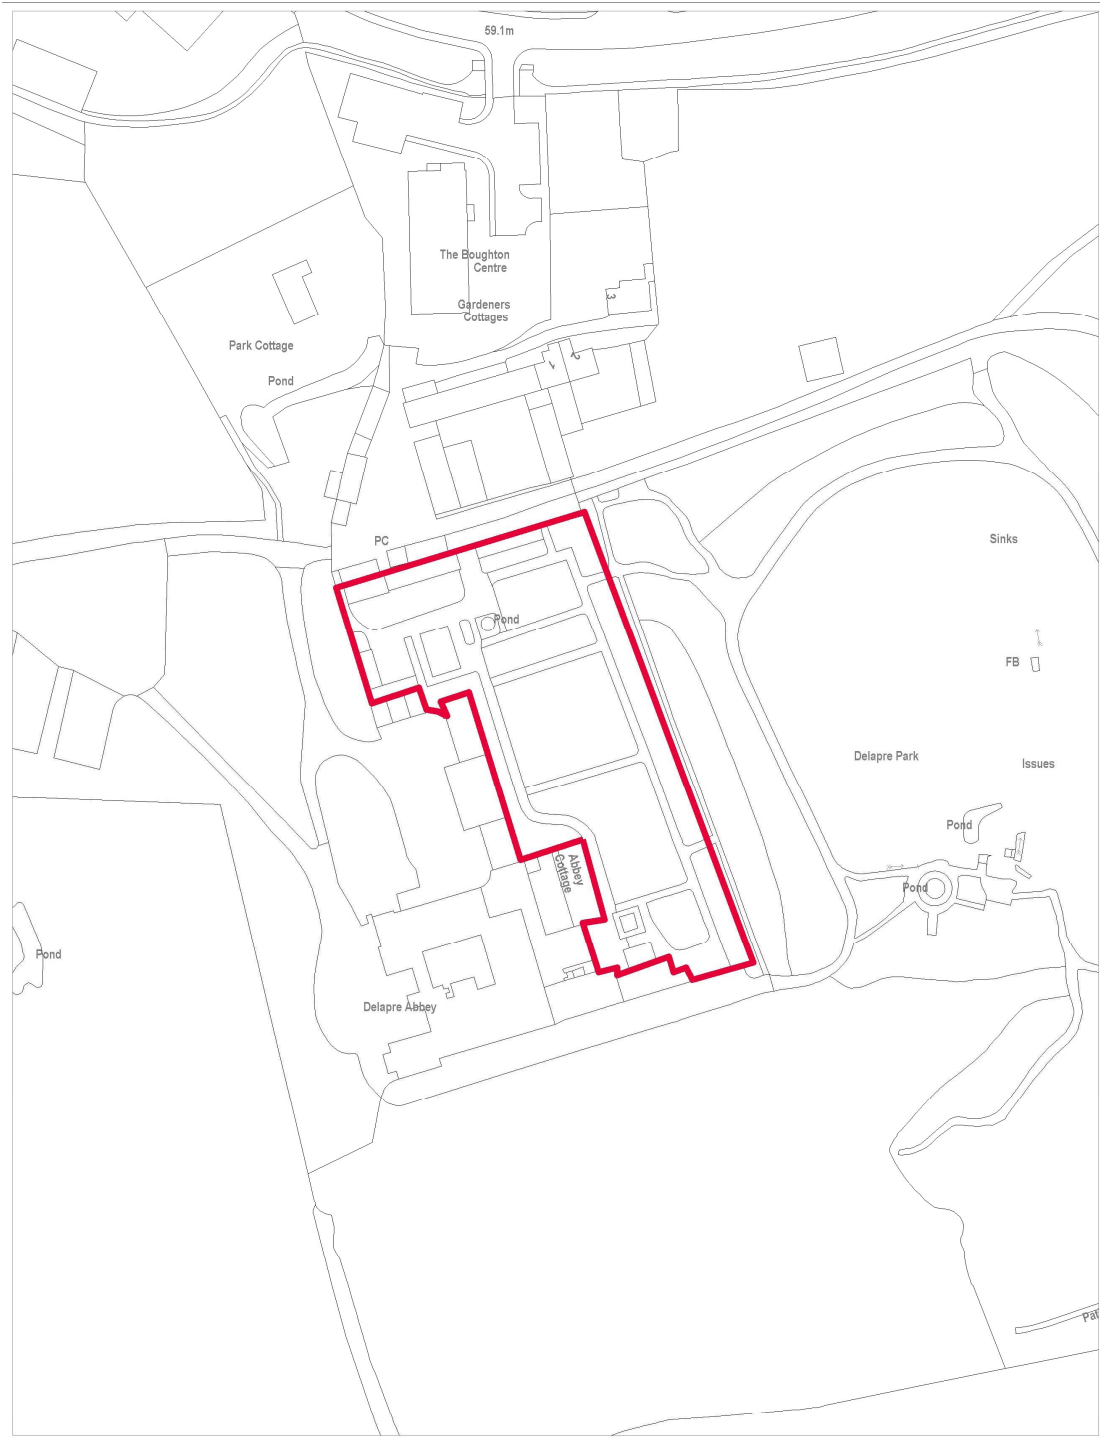 59.1m
The Boughton
Centre
3
Gardeners
Cottages
Park Cottage
Pond
1
2
PC
Sinks
Pond
FB
Delapre Park
Issues
Pond
Abbey
Cottage
Pond
Pond
Delapre Abbey